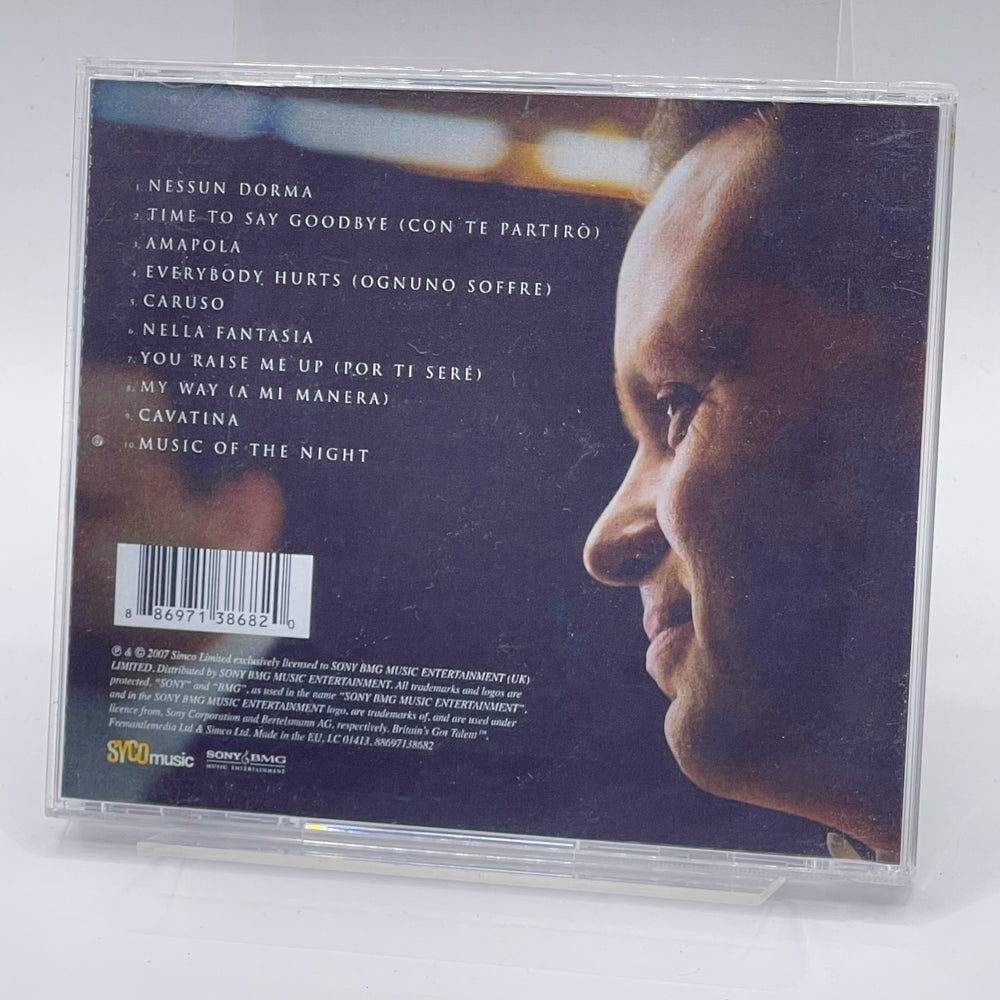 1. NESSUN DORMA
2. TIME TO SAY GOODBYE (CON TE PARTIRÒ)
3. AMAPOLA
4. EVERYBODY HURTS (OGNUNO SOFFRE)
5. CARUSO
6. NELLA FANTASIA
7. YOU RAISE ME UP (POR TI SERÉ)
8. MY WAY (A MI MANERA)
9. CAVATINA
10. MUSIC OF THE NIGHT
8 86971 38682 0
℗ & © 2007 Simco Limited exclusively licensed to SONY BMG MUSIC ENTERTAINMENT (UK)
LIMITED. Distributed by SONY BMG MUSIC ENTERTAINMENT. All trademarks and logos are
protected. "SONY" and "BMG", as used in the name "SONY BMG MUSIC ENTERTAINMENT",
and in the SONY BMG MUSIC ENTERTAINMENT logo, are trademarks of, and are used under
licence from, Sony Corporation and Bertelsmann AG, respectively. Britain's Got Talent™,
Fremantlemedia Ltd & Simco Ltd. Made in the EU, LC 01413. 88697138682
SYCOmusic SONY BMG
MUSIC ENTERTAINMENT